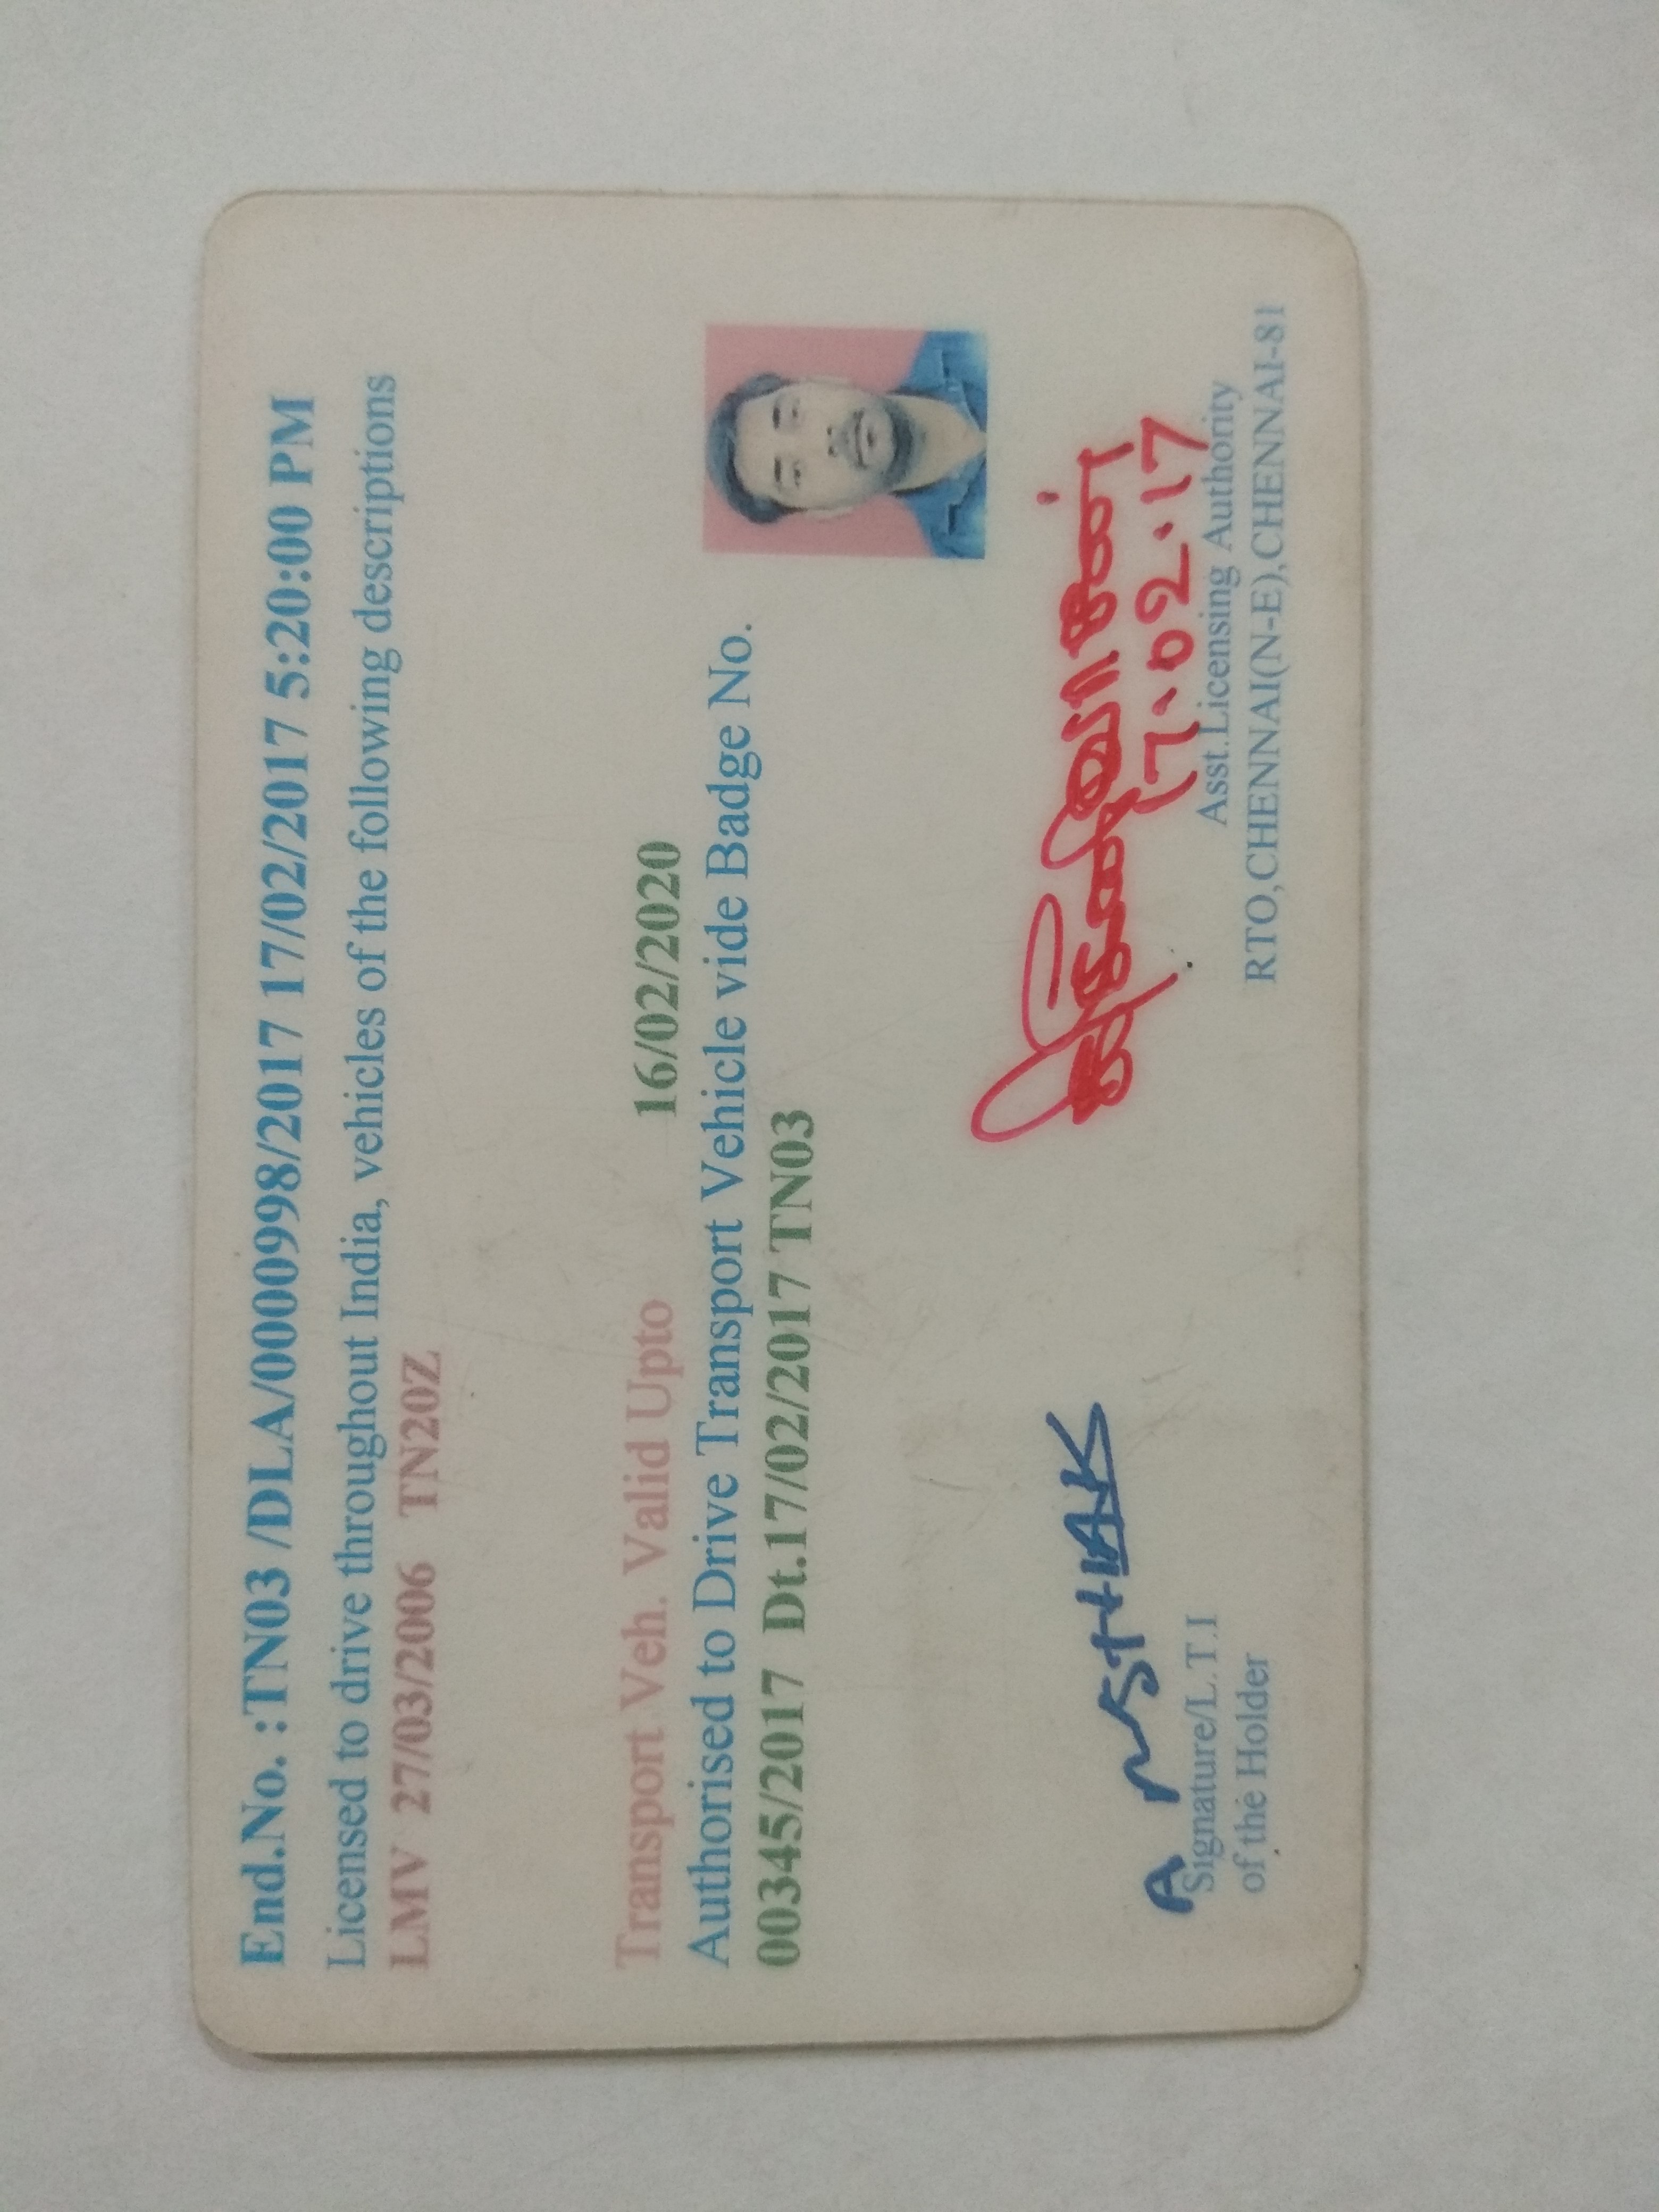 End.No. :TN03 /DLA/000998/2017 17/02/2017 5:20:00 PM
Licensed to drive throughout India, vehicles of the following descriptions
LMV 27/03/2006 TN20Z
Transport Veh. Valid Upto 16/02/2020
Authorised to Drive Transport Vehicle vide Badge No.
00345/2017 Dt.17/02/2017 TN03
17.02.17
A
Signature/L.T.I
of the Holder
Asst.Licensing Authority
RTO,CHENNAI(N-E),CHENNAI-81